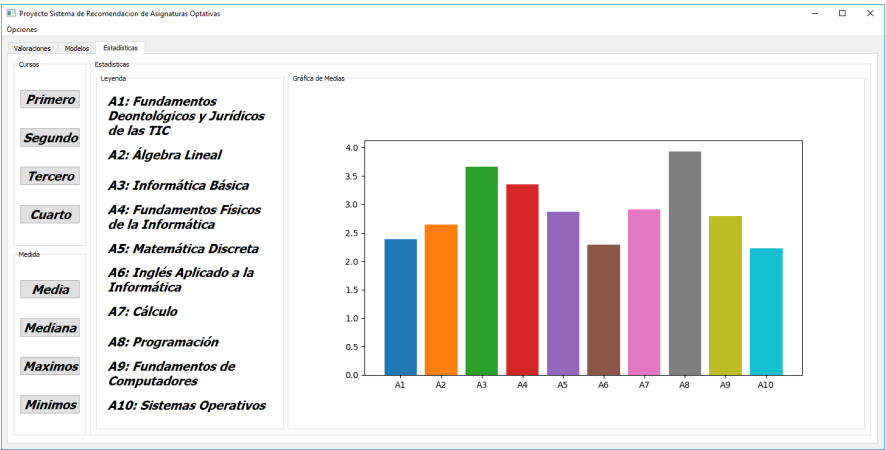 Proyecto Sistema de Recomendacion de Asignaturas Optativas
Opciones
Valoraciones
Modelos
Estadísticas
Cursos
Primero
Segundo
Tercero
Cuarto
Medida
Media
Mediana
Maximos
Minimos
Estadísticas
Leyenda
A1: Fundamentos
Deontológicos y Jurídicos
de las TIC
A2: Álgebra Lineal
A3: Informática Básica
A4: Fundamentos Físicos
de la Informática
A5: Matemática Discreta
A6: Inglés Aplicado a la
Informática
A7: Cálculo
A8: Programación
A9: Fundamentos de
Computadores
A10: Sistemas Operativos
Gráfica de Medias
4.0
3.5
3.0
2.5
2.0
1.5
1.0
0.5
0.0
A1 A2 A3 A4 A5 A6 A7 A8 A9 A10